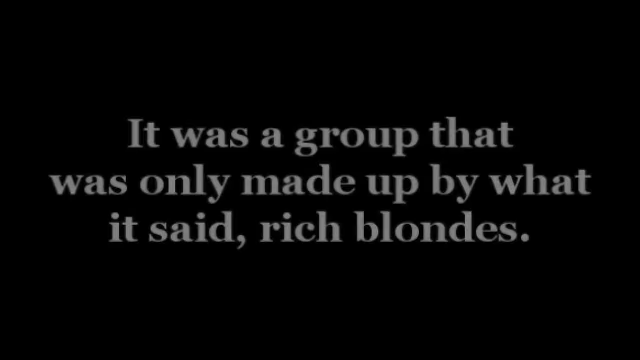 It was a group that
was only made up by what
it said, rich blondes.